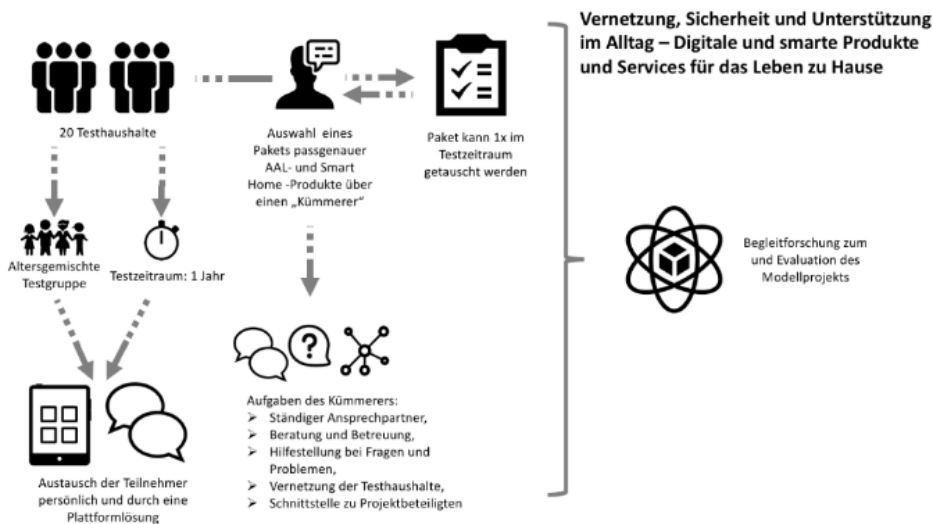 Vernetzung, Sicherheit und Unterstützung
im Alltag – Digitale und smarte Produkte
und Services für das Leben zu Hause
20 Testhaushalte
Auswahl eines
Pakets passgenauer
AAL- und Smart
Home -Produkte über
einen „Kümmerer“
Paket kann 1x im
Testzeitraum
getauscht werden
Altersgemischte
Testgruppe
Testzeitraum: 1 Jahr
Austausch der Teilnehmer
persönlich und durch eine
Plattformlösung
?
Aufgaben des Kümmerers:
➢ Ständiger Ansprechpartner,
➢ Beratung und Betreuung,
➢ Hilfestellung bei Fragen und
Problemen,
➢ Vernetzung der Testhaushalte,
➢ Schnittstelle zu Projektbeteiligten
Begleitforschung zum
und Evaluation des
Modellprojekts